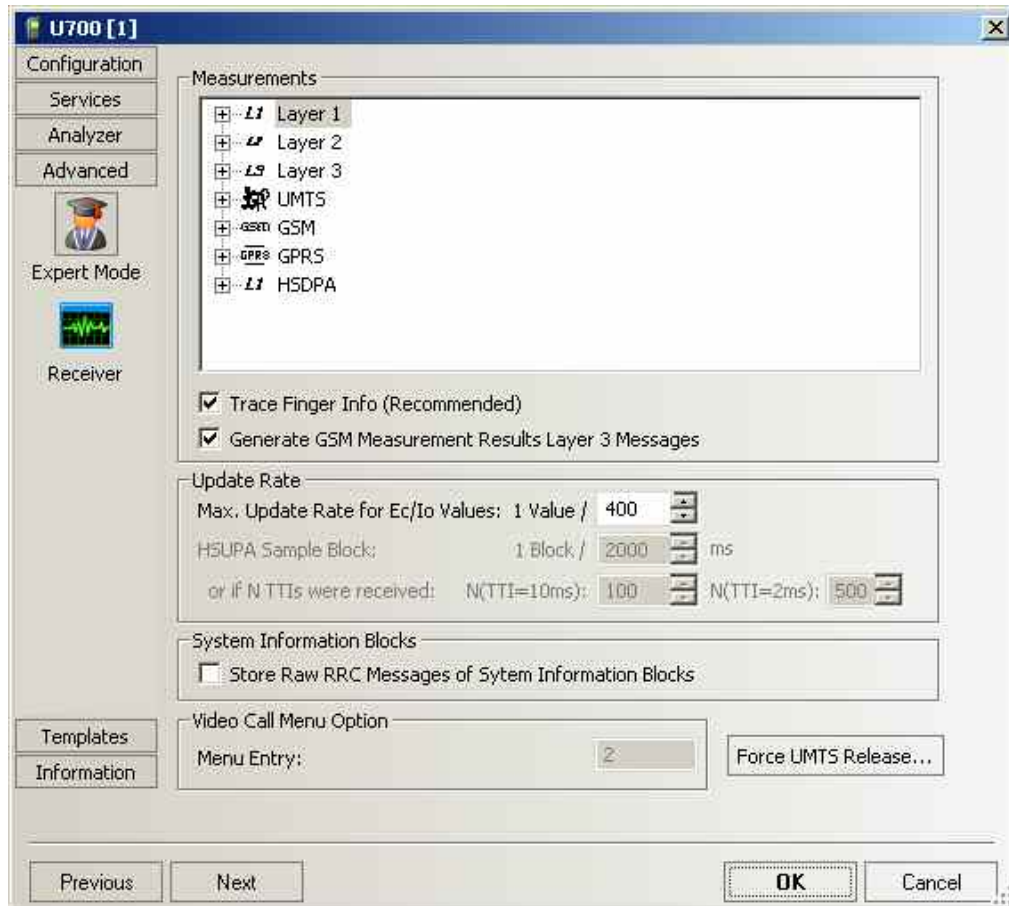 U700 [1]
Configuration
Services
Analyzer
Advanced
Expert Mode
Receiver
Templates
Information
Measurements
L1 Layer 1
L2 Layer 2
L3 Layer 3
UMTS
GSM GSM
GPRS GPRS
L1 HSDPA
Trace Finger Info (Recommended)
Generate GSM Measurement Results Layer 3 Messages
Update Rate
Max. Update Rate for Ec/Io Values: 1 Value / 400
HSUPA Sample Block: 1 Block / 2000 ms
or if N TTIs were received: N(TTI=10ms): 100 N(TTI=2ms): 500
System Information Blocks
Store Raw RRC Messages of Sytem Information Blocks
Video Call Menu Option
Menu Entry: 2
Force UMTS Release...
Previous
Next
OK
Cancel